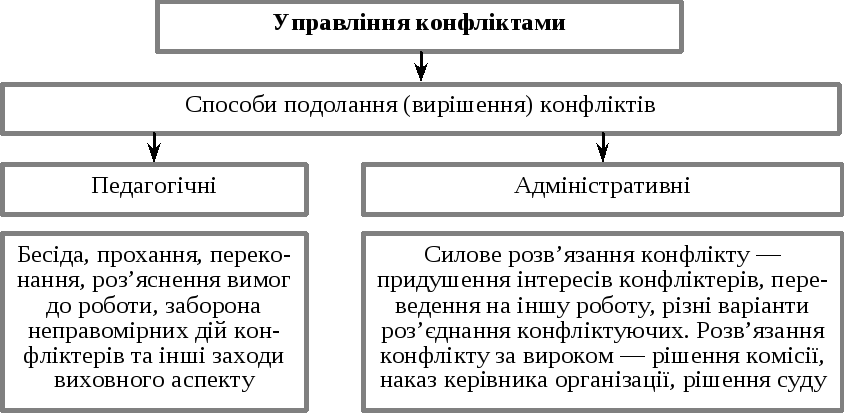 Управління конфліктами
Способи подолання (вирішення) конфліктів
Педагогічні
Адміністративні
Бесіда, прохання, переко-
нання, роз’яснення вимог
до роботи, заборона
неправомірних дій кон-
фліктерів та інші заходи
виховного аспекту
Силове розв’язання конфлікту —
придушення інтересів конфліктерів, пере-
ведення на іншу роботу, різні варіанти
роз’єднання конфліктуючих. Розв’язання
конфлікту за вироком — рішення комісії,
наказ керівника організації, рішення суду